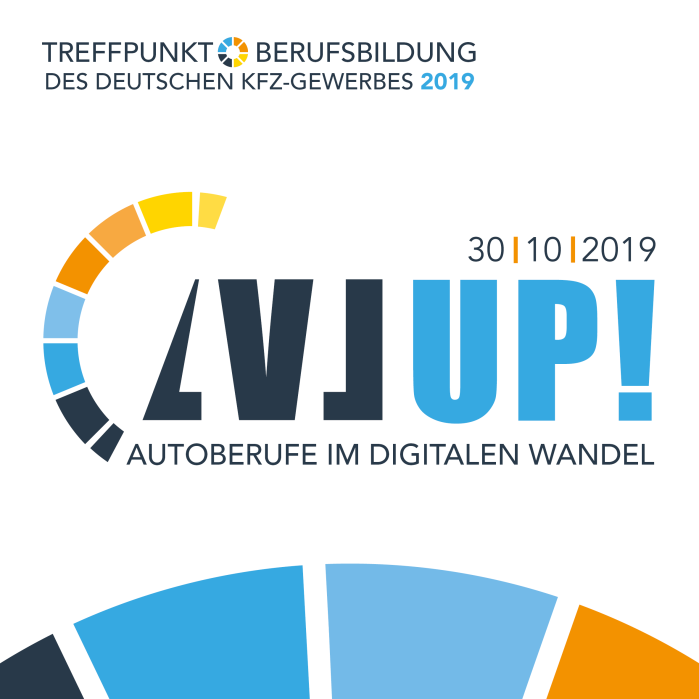 TREFFPUNKT BERUFSBILDUNG
DES DEUTSCHEN KFZ-GEWERBES 2019
30|10|2019
LVL UP!
AUTOBERUFE IM DIGITALEN WANDEL